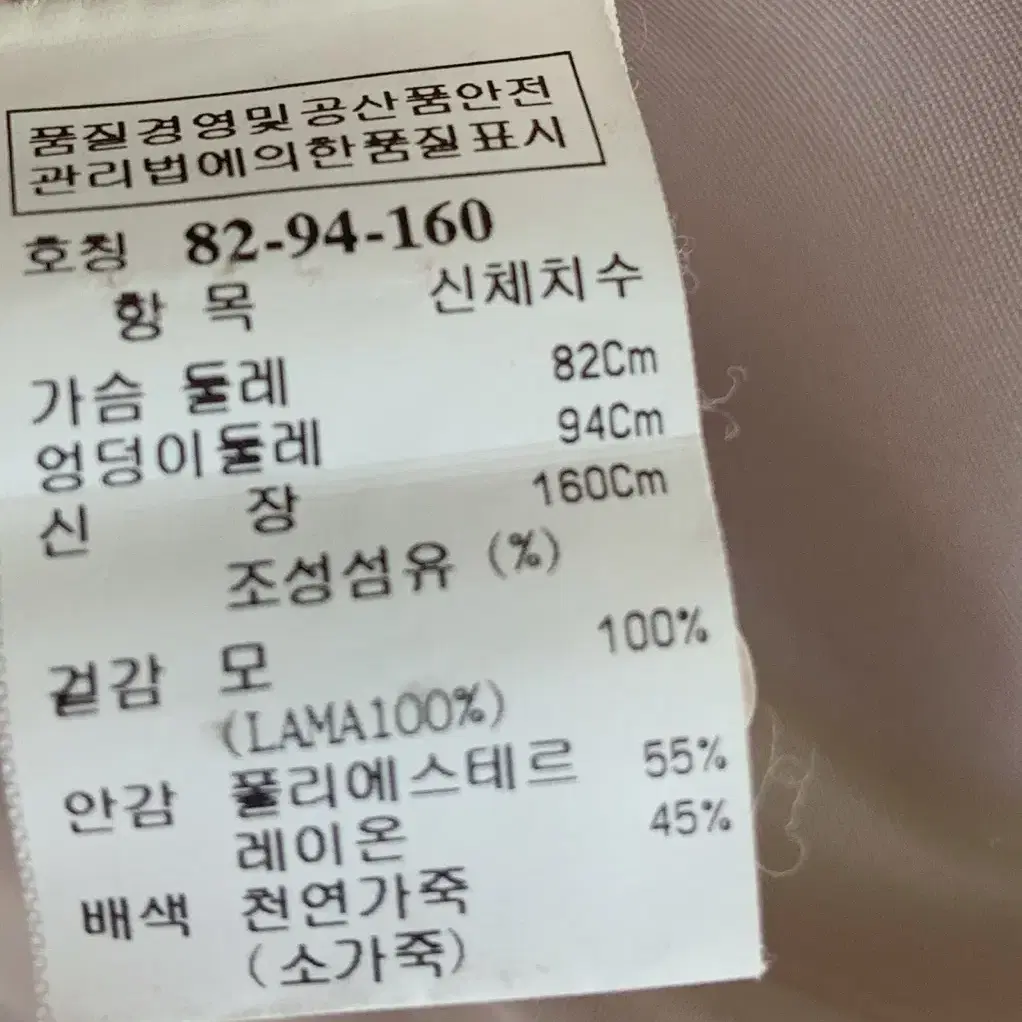 품질경영및공산품안전
관리법에의한품질표시
호칭 82-94-160
항 목 신체치수
가슴 둘레 82Cm
엉덩이둘레 94Cm
신 장 160Cm
조성섬유 (%)
겉감 모 100%
(LAMA100%)
안감 폴리에스테르 55%
레이온 45%
배색 천연가죽
(소가죽)